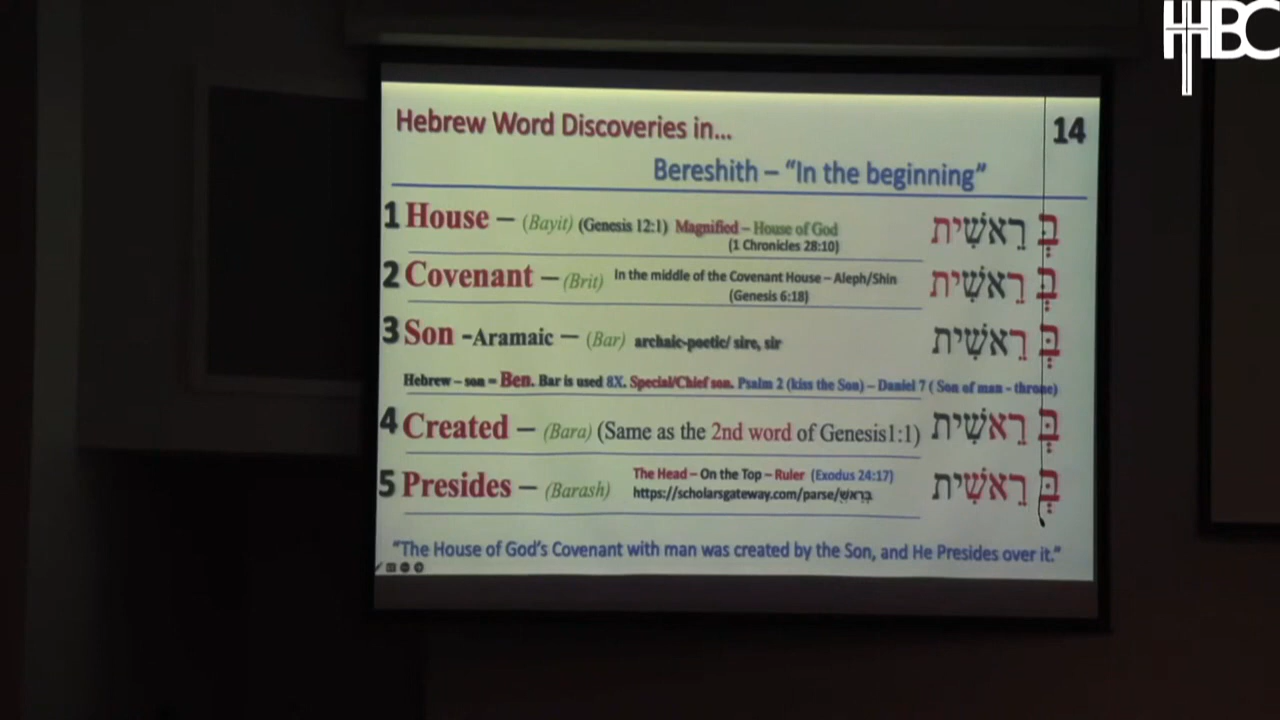 HHBC
Hebrew Word Discoveries in...
14
Bereshith – “In the beginning”
1 House – (Bayit) (Genesis 12:1) Magnified – House of God
(1 Chronicles 28:10)
בְּ רֵאשִׁית
2 Covenant – (Brit) In the middle of the Covenant House – Aleph/Shin
(Genesis 6:18)
בְּ רֵאשִׁית
3 Son -Aramaic – (Bar) archaic-poetic/ sire, sir
בְּ רֵאשִׁית
Hebrew – son = Ben. Bar is used 8X. Special/Chief son. Psalm 2 (kiss the Son) – Daniel 7 ( Son of man - throne)
4 Created – (Bara) (Same as the 2nd word of Genesis1:1)
בְּ רֵאשִׁית
5 Presides – (Barash) The Head – On the Top – Ruler (Exodus 24:17)
https://scholarsgateway.com/parse/בְּרֹאשׁ
בְּ רֵאשִׁית
“The House of God’s Covenant with man was created by the Son, and He Presides over it.”